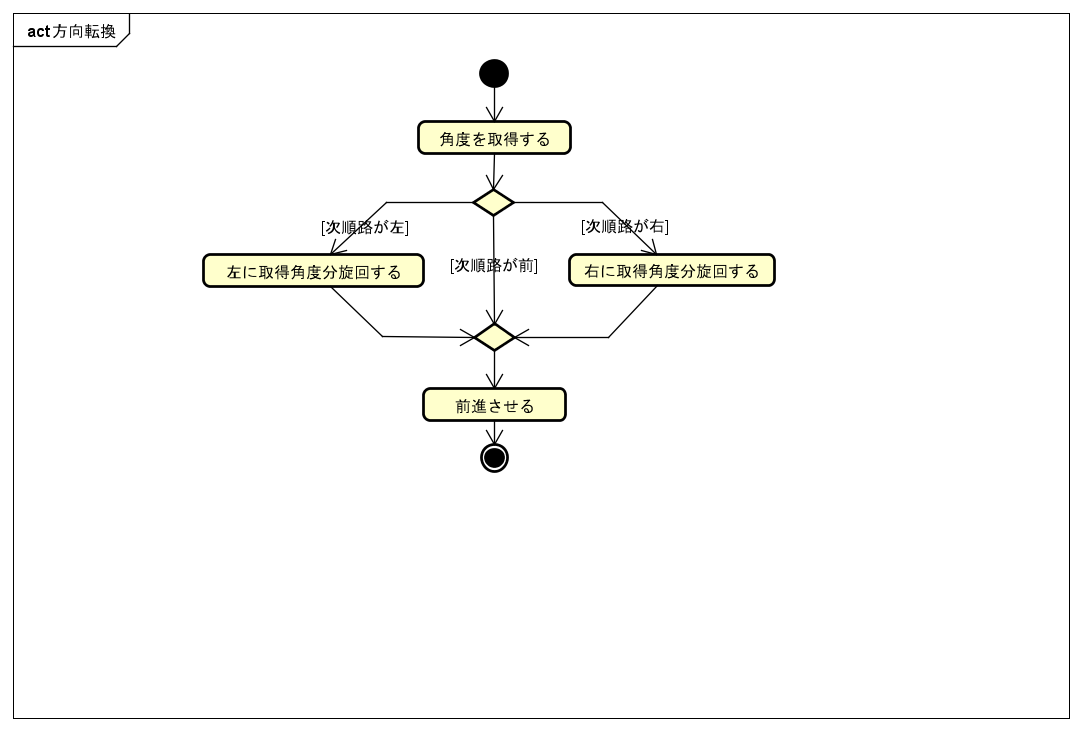 act 方向転換
角度を取得する
[次順路が左]
[次順路が右]
[次順路が前]
左に取得角度分旋回する
右に取得角度分旋回する
前進させる